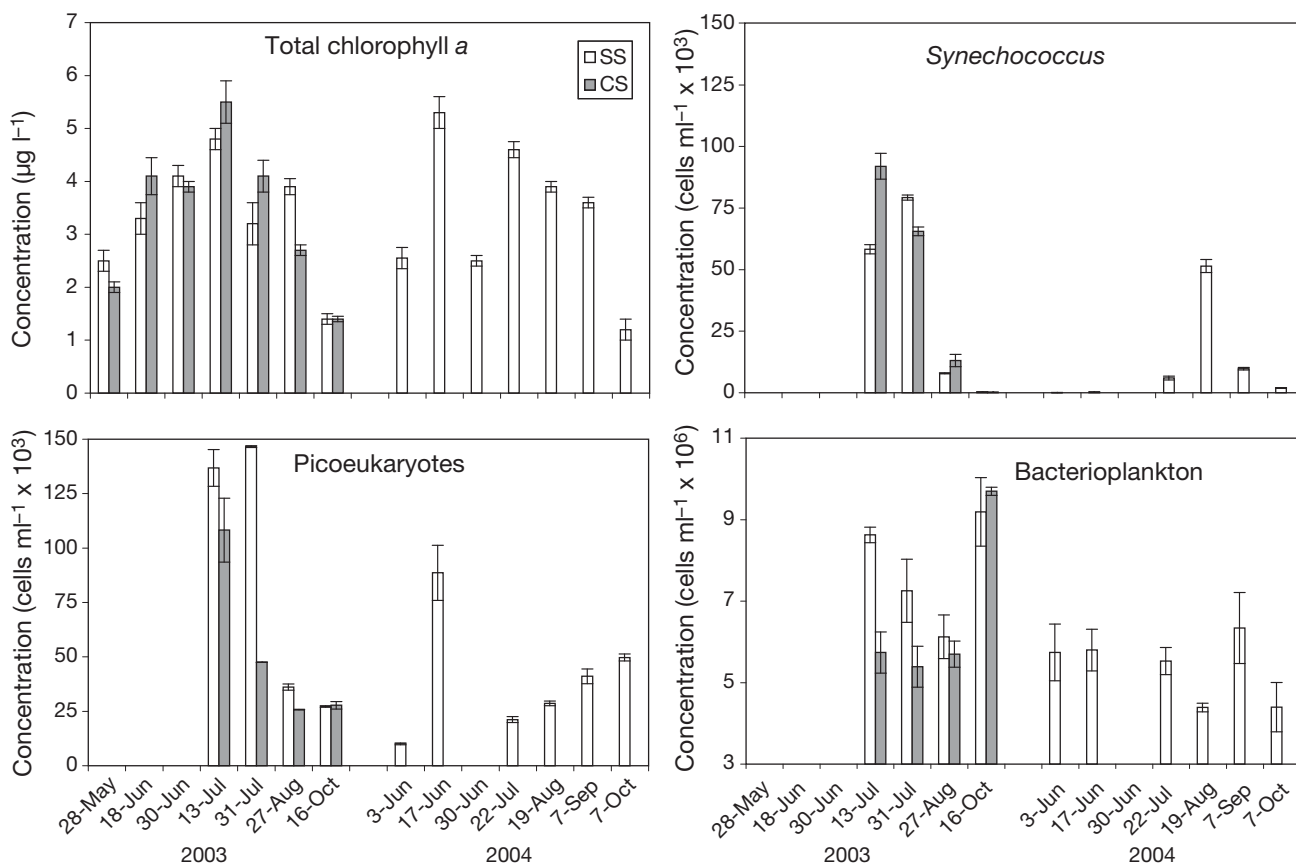 Total chlorophyll a
SS
CS
Concentration (µg l⁻¹)
7
6
5
4
3
2
1
0
Synechococcus
Concentration (cells ml⁻¹ x 10³)
150
125
100
75
50
25
0
Picoeukaryotes
Concentration (cells ml⁻¹ x 10³)
150
125
100
75
50
25
0
28-May
18-Jun
30-Jun
13-Jul
31-Jul
27-Aug
16-Oct
3-Jun
17-Jun
30-Jun
22-Jul
19-Aug
7-Sep
7-Oct
2003
2004
Bacterioplankton
Concentration (cells ml⁻¹ x 10⁶)
11
9
7
5
3
28-May
18-Jun
30-Jun
13-Jul
31-Jul
27-Aug
16-Oct
3-Jun
17-Jun
30-Jun
22-Jul
19-Aug
7-Sep
7-Oct
2003
2004